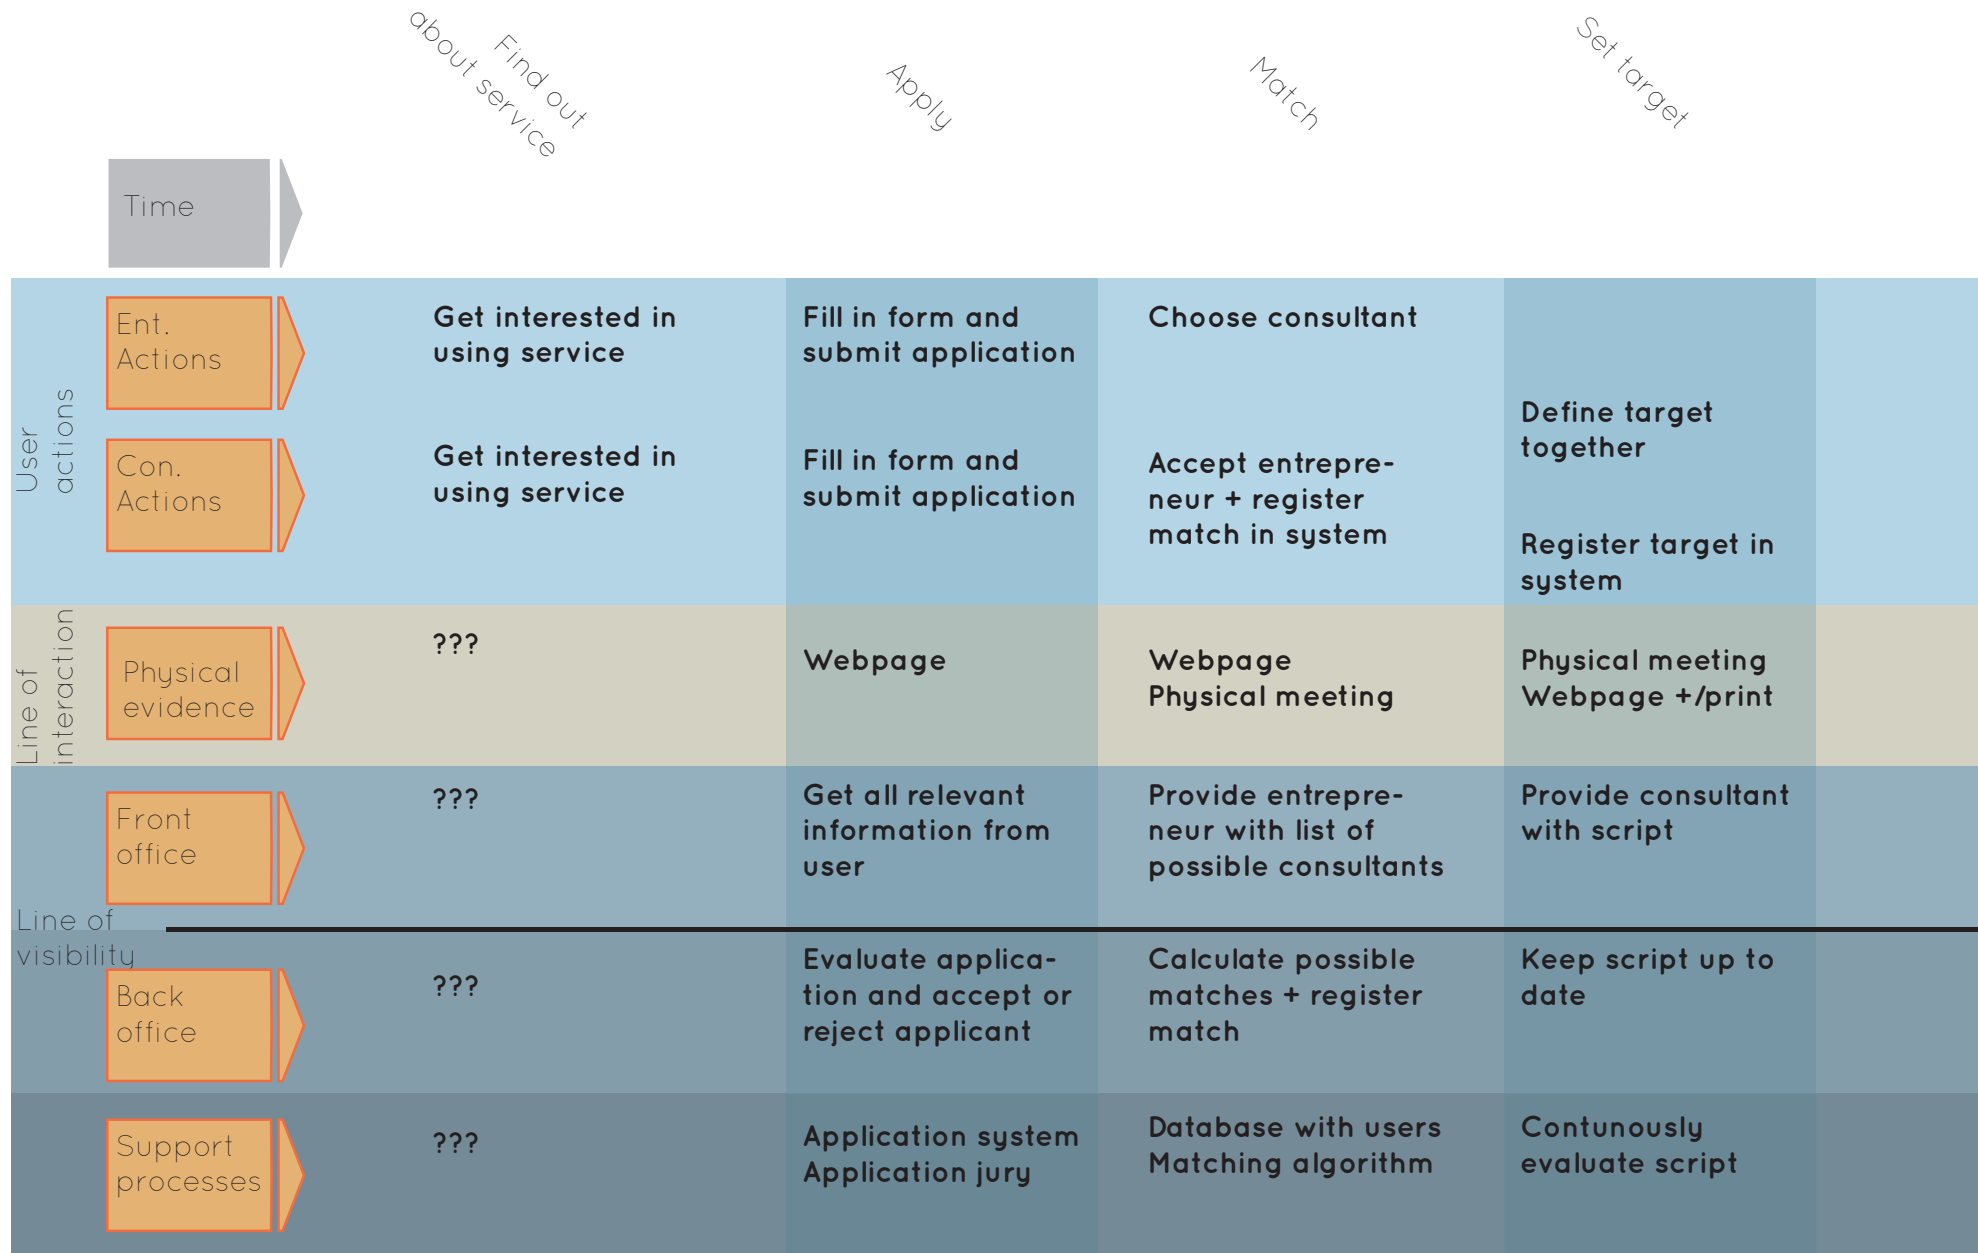 Find out
about service
Apply
Match
Set target
Time
User
actions
Ent.
Actions
Get interested in
using service
Fill in form and
submit application
Choose consultant
Con.
Actions
Get interested in
using service
Fill in form and
submit application
Accept entrepre-
neur + register
match in system
Define target
together
Register target in
system
Line of
interaction
Physical
evidence
???
Webpage
Webpage
Physical meeting
Physical meeting
Webpage +/print
Front
office
???
Get all relevant
information from
user
Provide entrepre-
neur with list of
possible consultants
Provide consultant
with script
Line of
visibility
Back
office
???
Evaluate applica-
tion and accept or
reject applicant
Calculate possible
matches + register
match
Keep script up to
date
Support
processes
???
Application system
Application jury
Database with users
Matching algorithm
Contunously
evaluate script